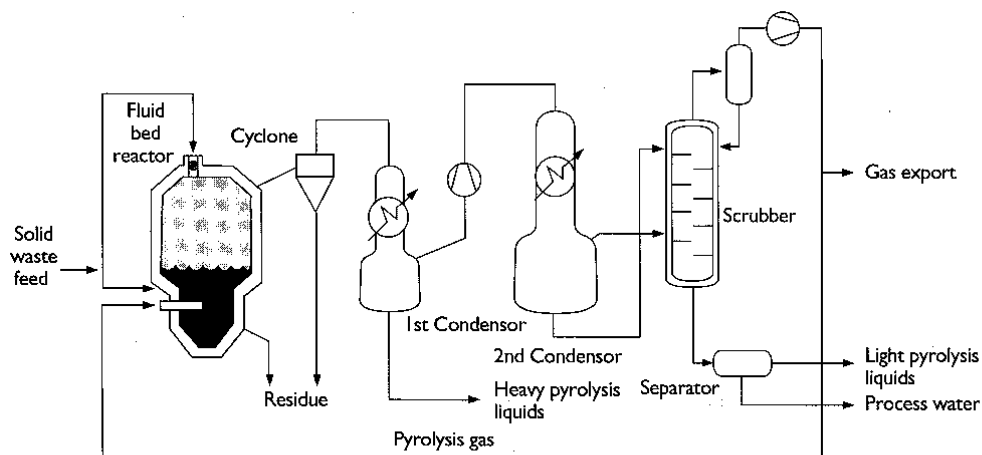 Fluid
bed
reactor
Cyclone
Solid
waste
feed
Gas export
Scrubber
1st Condensor
2nd Condensor
Separator
Light pyrolysis
liquids
Process water
Residue
Heavy pyrolysis
liquids
Pyrolysis gas